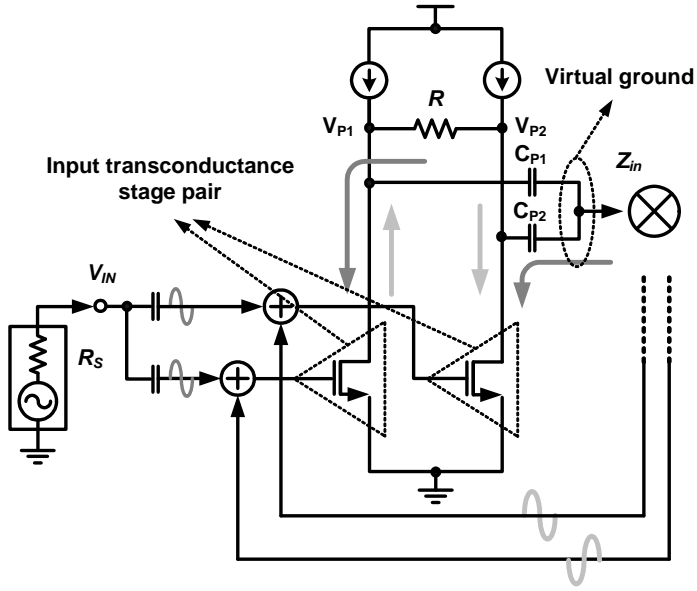 Virtual ground
R
V_P1
V_P2
C_P1
Z_in
Input transconductance
stage pair
C_P2
V_IN
R_S